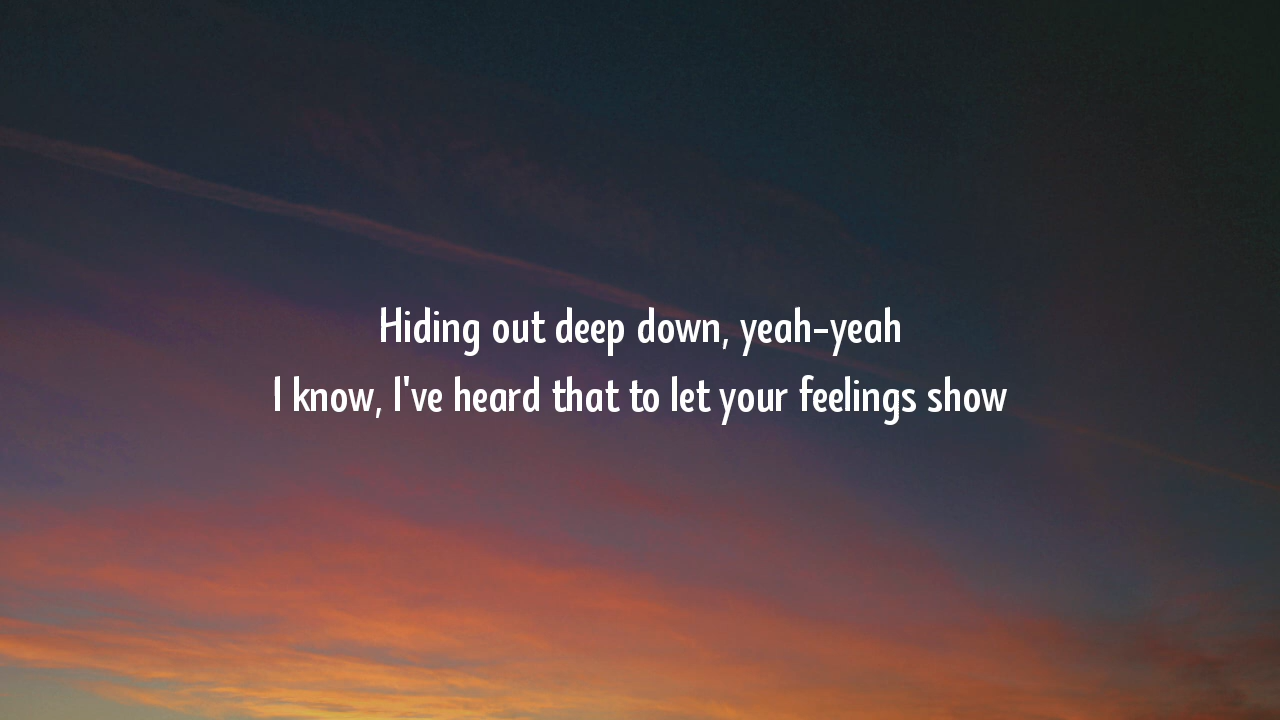 Hiding out deep down, yeah-yeah
I know, I've heard that to let your feelings show